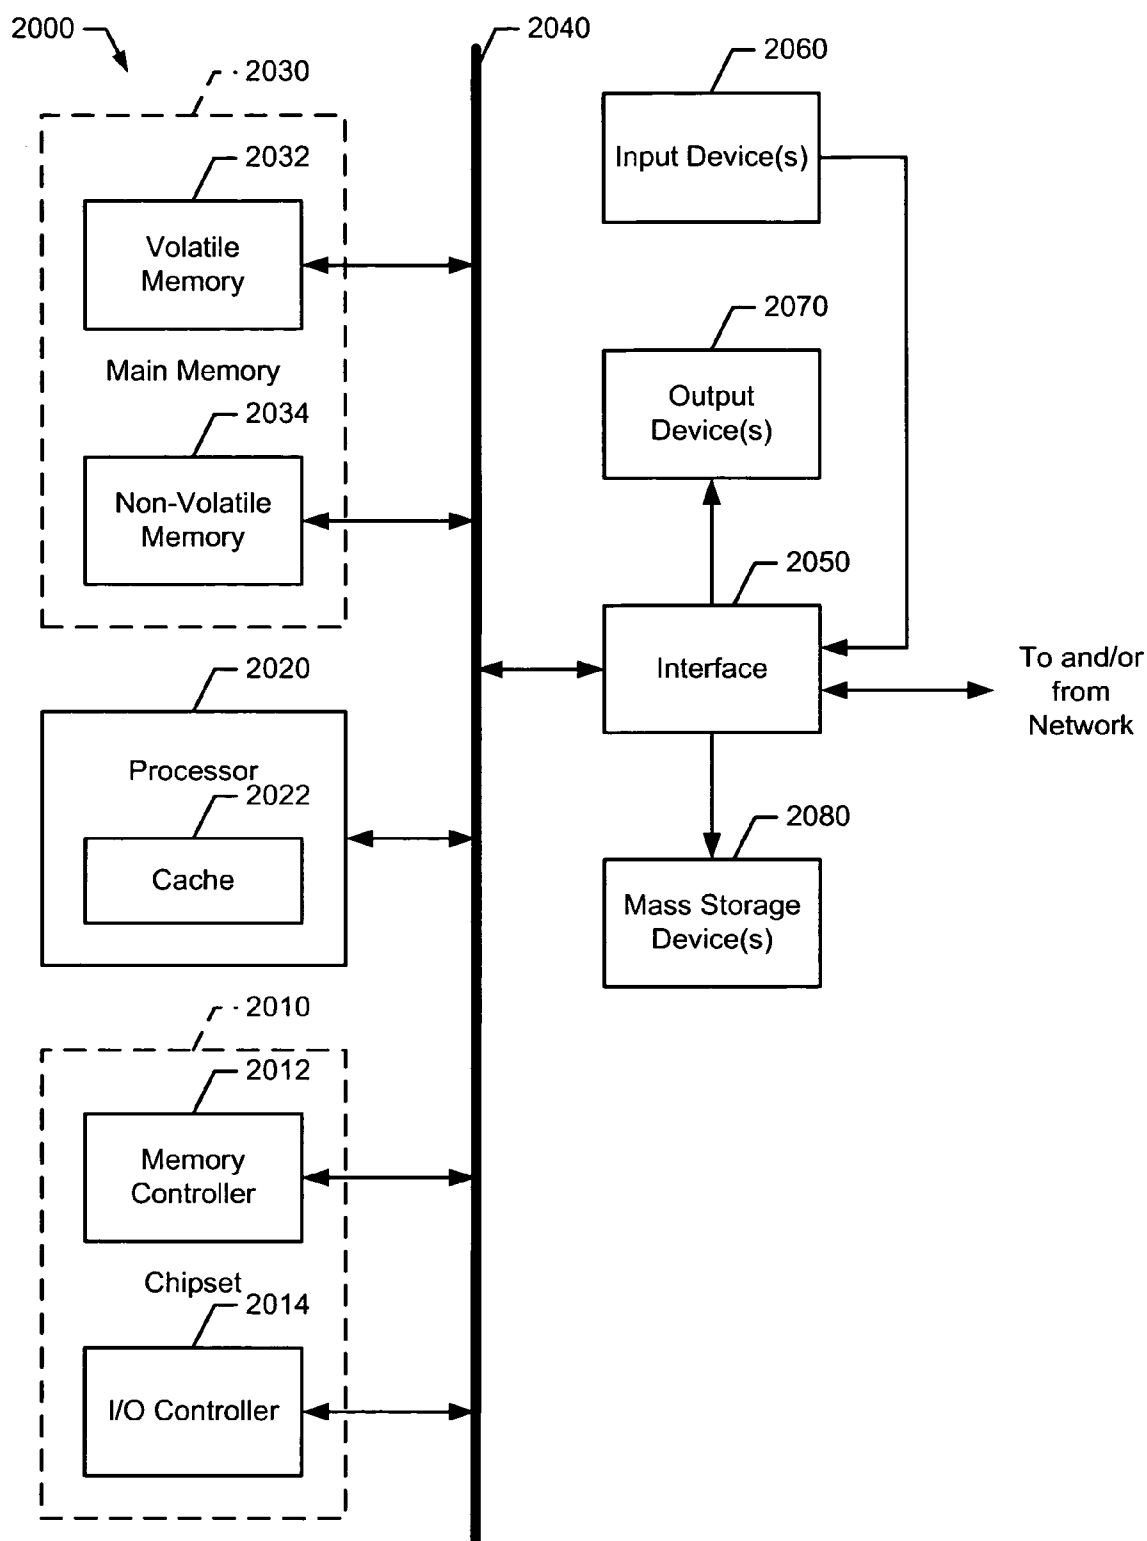 2000
2040
2030
2032
Volatile
Memory
Main Memory
2034
Non-Volatile
Memory
2020
Processor
2022
Cache
2010
2012
Memory
Controller
Chipset
2014
I/O Controller
2060
Input Device(s)
2070
Output
Device(s)
2050
Interface
To and/or
from
Network
2080
Mass Storage
Device(s)